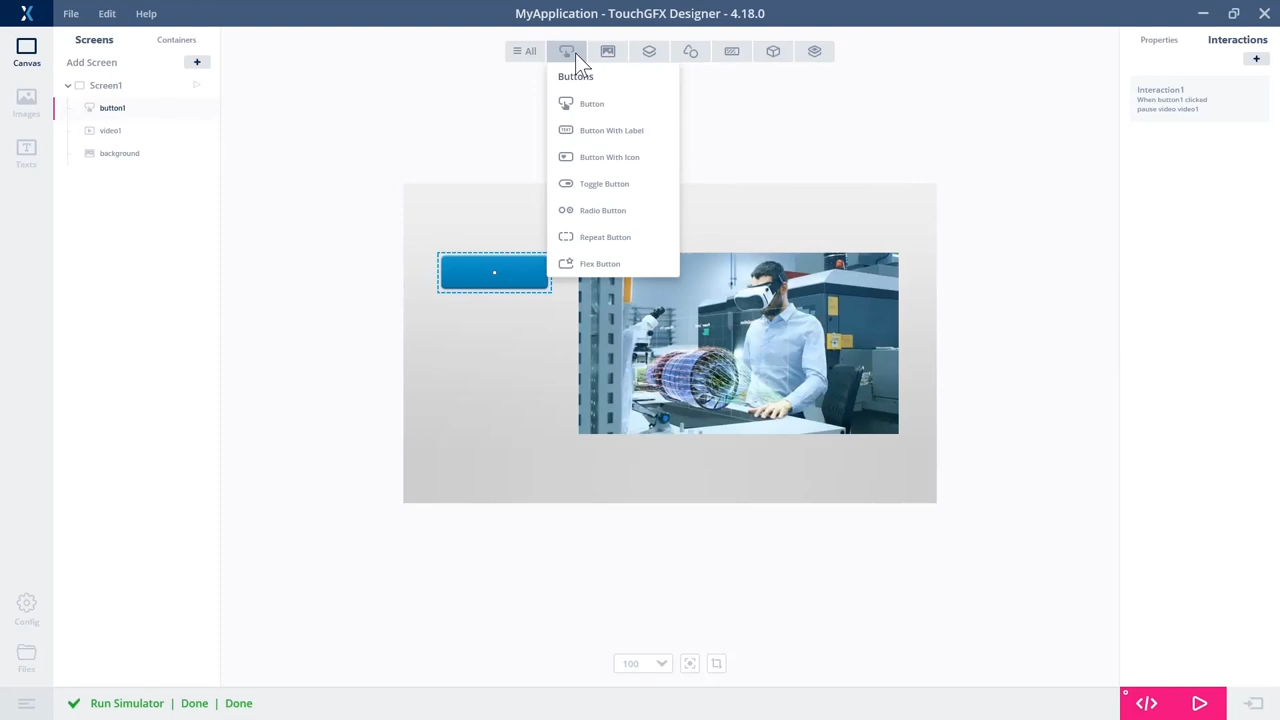 File Edit Help
MyApplication - TouchGFX Designer - 4.18.0
Canvas
Images
Texts
Config
Files
Screens Containers
Add Screen
Screen1
button1
video1
background
All
Buttons
Button
TEXT Button With Label
Button With Icon
Toggle Button
Radio Button
Repeat Button
Flex Button
Properties Interactions
Interaction1
When button1 clicked
pause video video1
100
Run Simulator | Done | Done